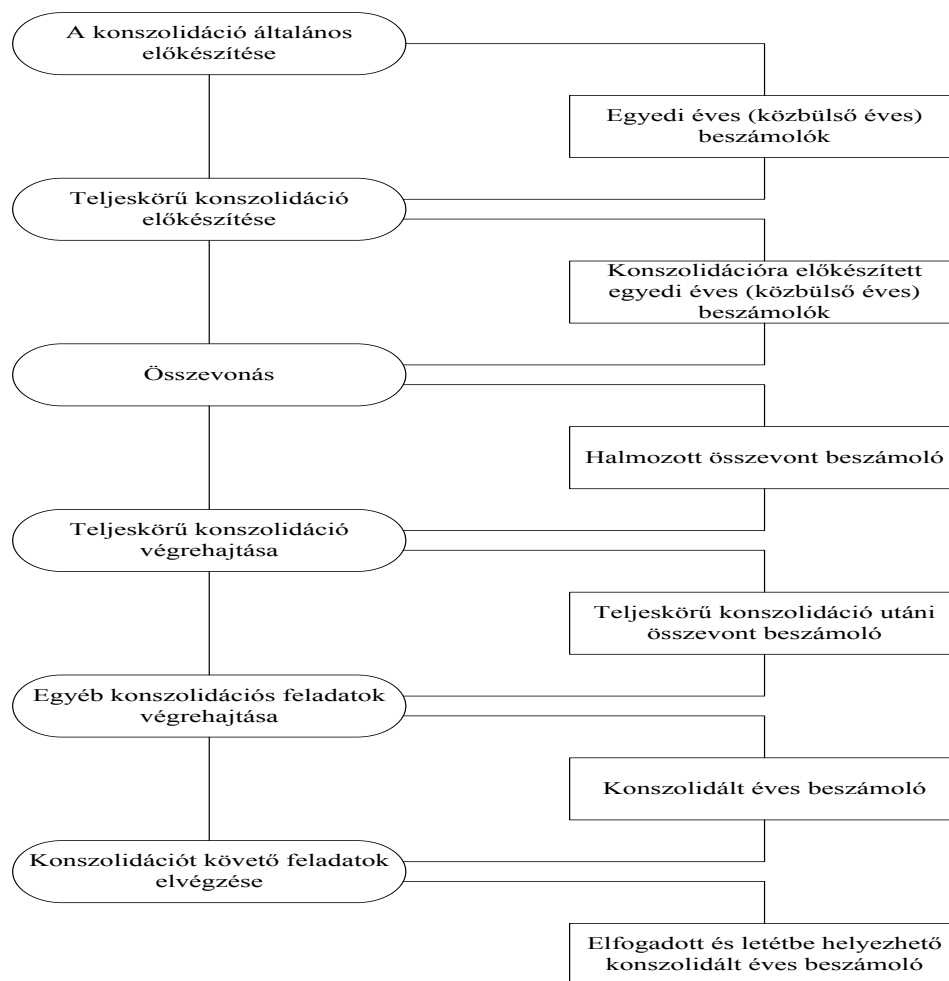 A konszolidáció általános
előkészítése
Egyedi éves (közbülső éves)
beszámolók
Teljeskörű konszolidáció
előkészítése
Konszolidációra előkészített
egyedi éves (közbülső éves)
beszámolók
Összevonás
Halmozott összevont beszámoló
Teljeskörű konszolidáció
végrehajtása
Teljeskörű konszolidáció utáni
összevont beszámoló
Egyéb konszolidációs feladatok
végrehajtása
Konszolidált éves beszámoló
Konszolidációt követő feladatok
elvégzése
Elfogadott és letétbe helyezhető
konszolidált éves beszámoló